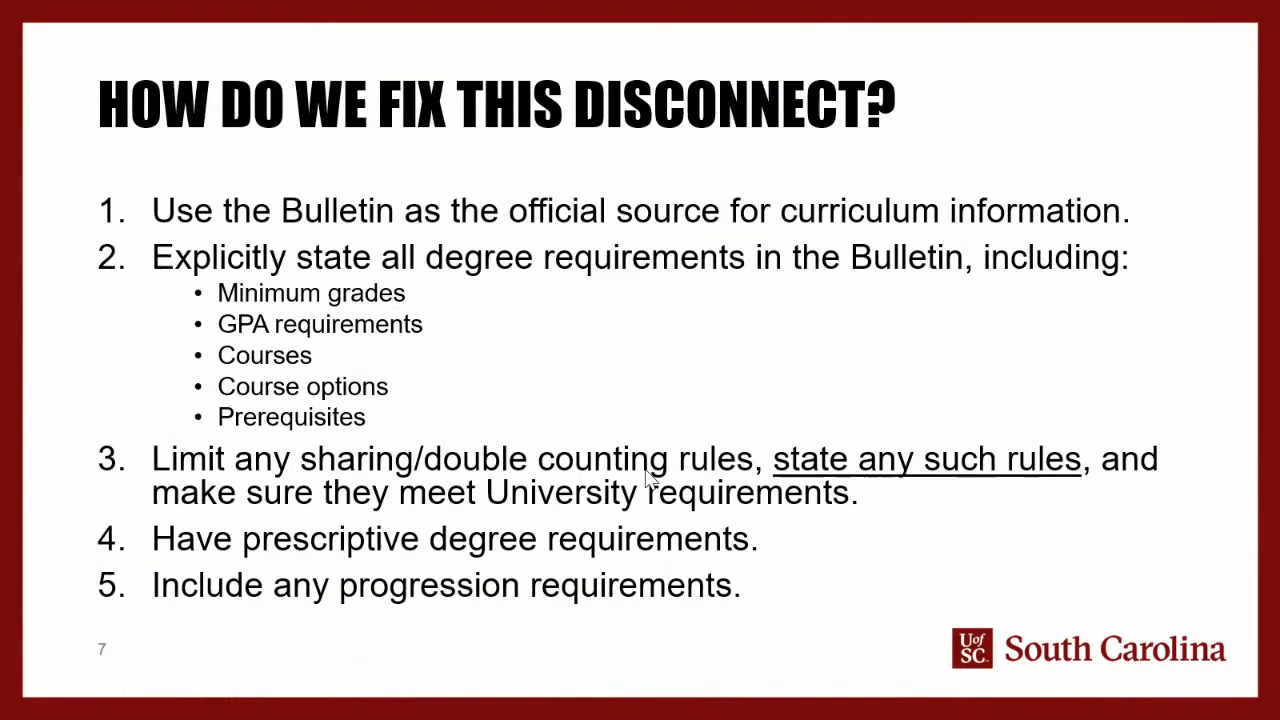 HOW DO WE FIX THIS DISCONNECT?
1. Use the Bulletin as the official source for curriculum information.
2. Explicitly state all degree requirements in the Bulletin, including:
• Minimum grades
• GPA requirements
• Courses
• Course options
• Prerequisites
3. Limit any sharing/double counting rules, state any such rules, and
make sure they meet University requirements.
4. Have prescriptive degree requirements.
5. Include any progression requirements.
7
UofSC South Carolina